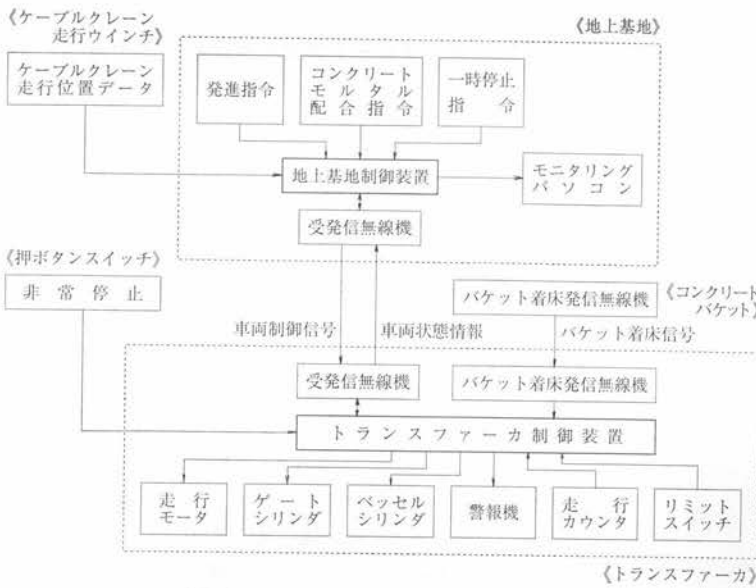 《ケーブルクレーン
走行ウインチ》
ケーブルクレーン
走行位置データ
《地上基地》
発進指令
コンクリート
モルタル
配合指令
一時停止
指令
地上基地制御装置
モニタリング
パソコン
受発信無線機
《押ボタンスイッチ》
非常停止
バケット着床発信無線機
《コンクリート
バケット》
車両制御信号
車両状態情報
バケット着床信号
受発信無線機
バケット着床発信無線機
トランスファーカ制御装置
走行
モータ
ゲート
シリンダ
ベッセル
シリンダ
警報機
走行
カウンタ
リミット
スイッチ
《トランスファーカ》